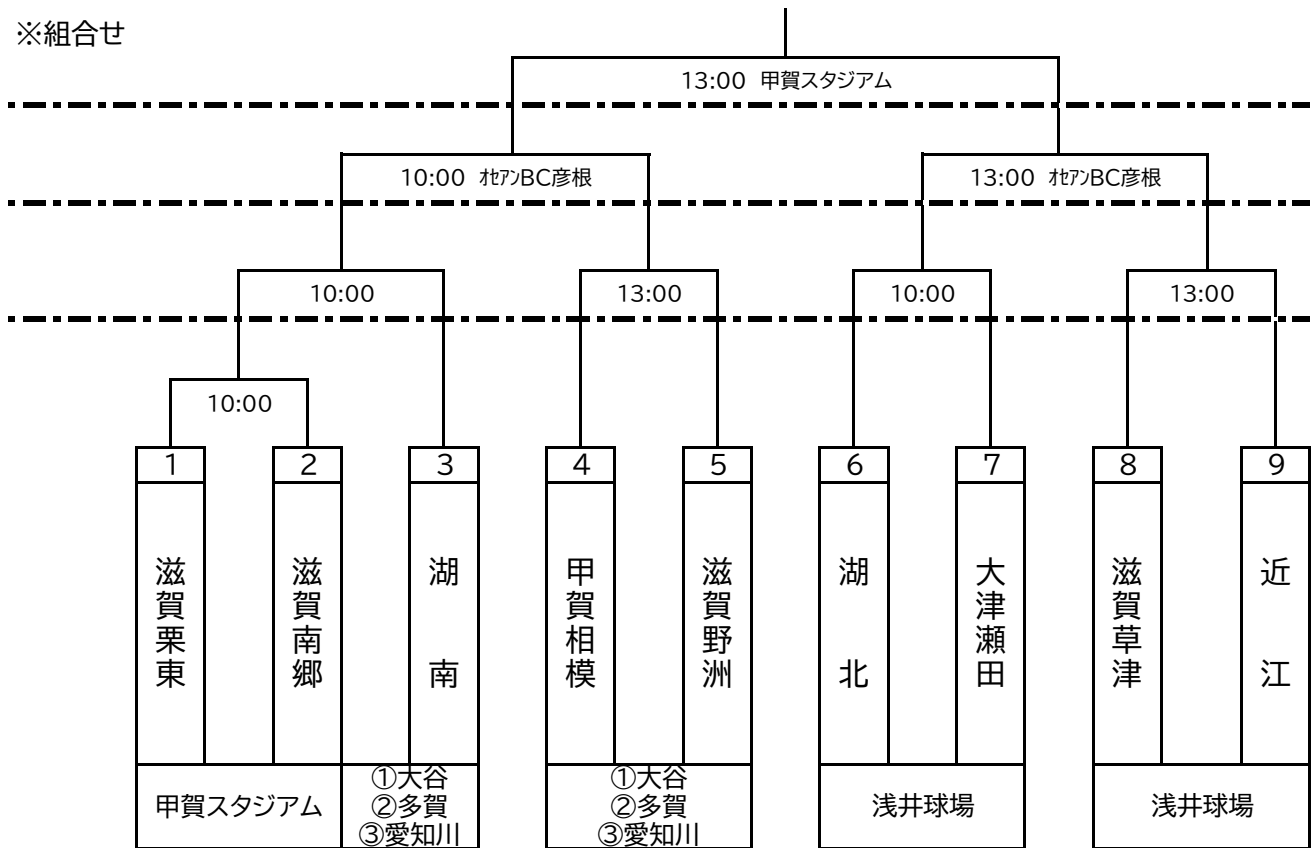 ※組合せ
13:00 甲賀スタジアム
10:00 ｵｾｱﾝBC彦根
13:00 ｵｾｱﾝBC彦根
10:00
13:00
10:00
13:00
10:00
1
2
3
4
5
6
7
8
9
滋賀栗東
滋賀南郷
湖南
甲賀相模
滋賀野洲
湖北
大津瀬田
滋賀草津
近江
甲賀スタジアム
①大谷
②多賀
③愛知川
①大谷
②多賀
③愛知川
浅井球場
浅井球場